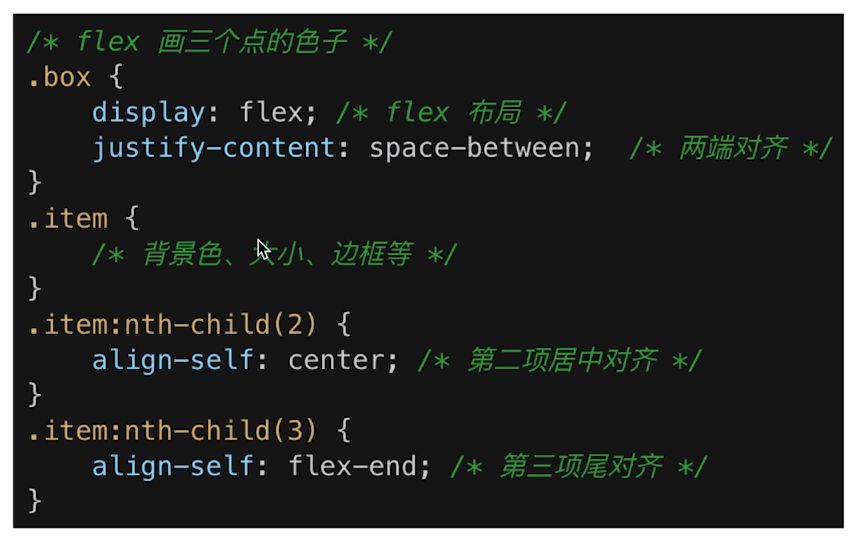 /* flex 画三个点的色子 */
.box {
    display: flex; /* flex 布局 */
    justify-content: space-between;  /* 两端对齐 */
}
.item {
    /* 背景色、大小、边框等 */
}
.item:nth-child(2) {
    align-self: center; /* 第二项居中对齐 */
}
.item:nth-child(3) {
    align-self: flex-end; /* 第三项尾对齐 */
}